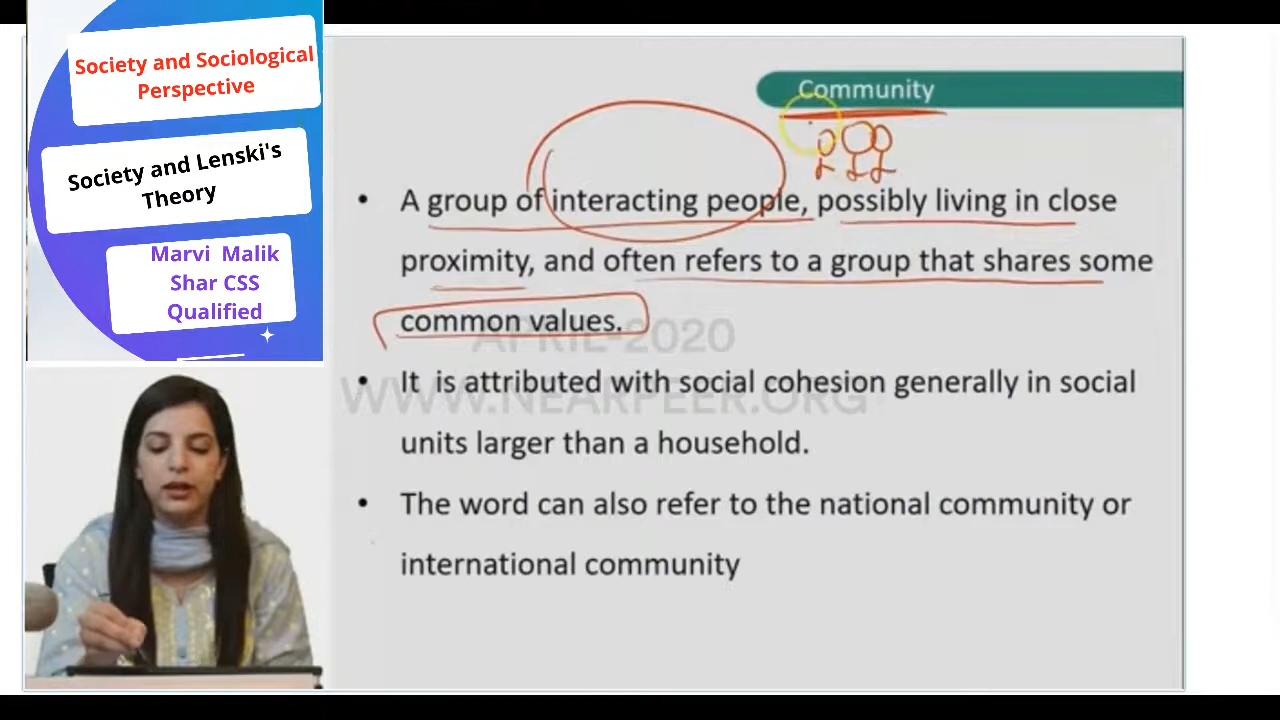 Society and Sociological
Perspective
Society and Lenski's
Theory
Marvi Malik
Shar CSS
Qualified
Community
• A group of interacting people, possibly living in close
proximity, and often refers to a group that shares some
common values.
• It is attributed with social cohesion generally in social
units larger than a household.
• The word can also refer to the national community or
international community
APRIL-2020
WWW.NEARPEER.ORG